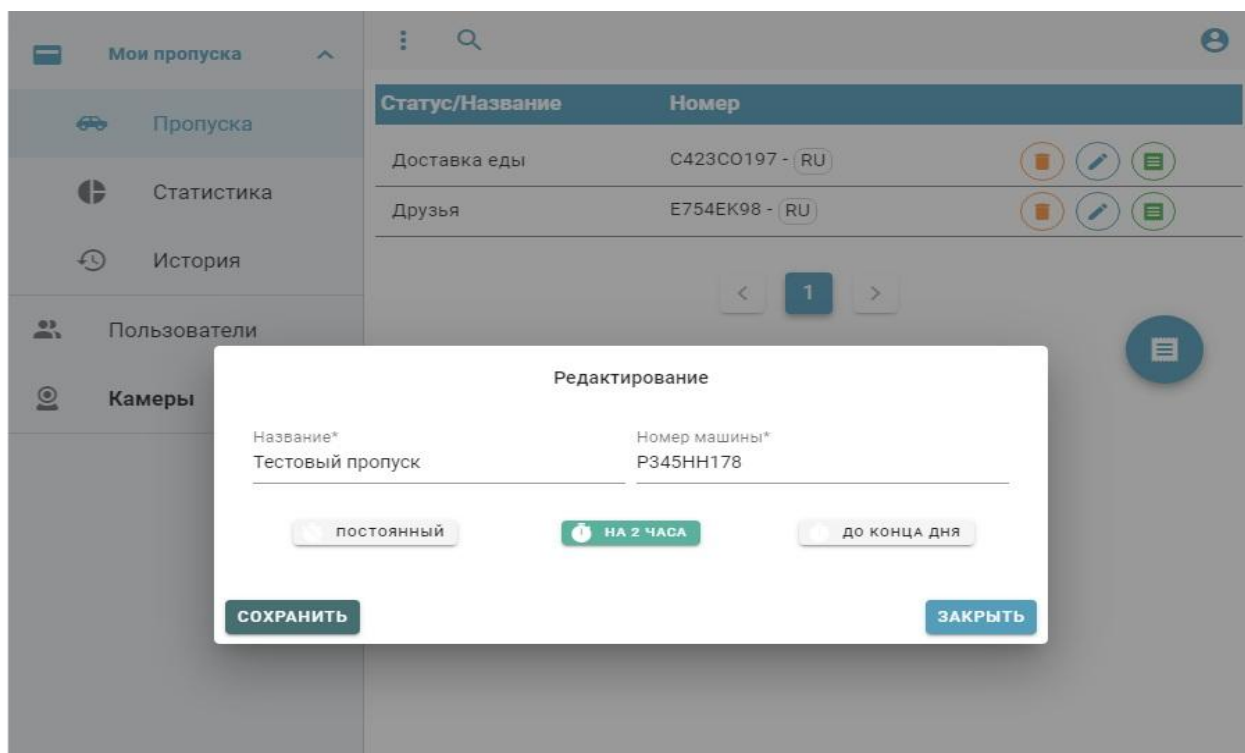 Мои пропуска
Пропуска
Статистика
История
Пользователи
Камеры
Статус/Название Номер
Доставка еды С423СО197 - RU
Друзья Е754ЕК98 - RU
1
Редактирование
Название* Номер машины*
Тестовый пропуск Р345НН178
ПОСТОЯННЫЙ НА 2 ЧАСА ДО КОНЦА ДНЯ
СОХРАНИТЬ ЗАКРЫТЬ